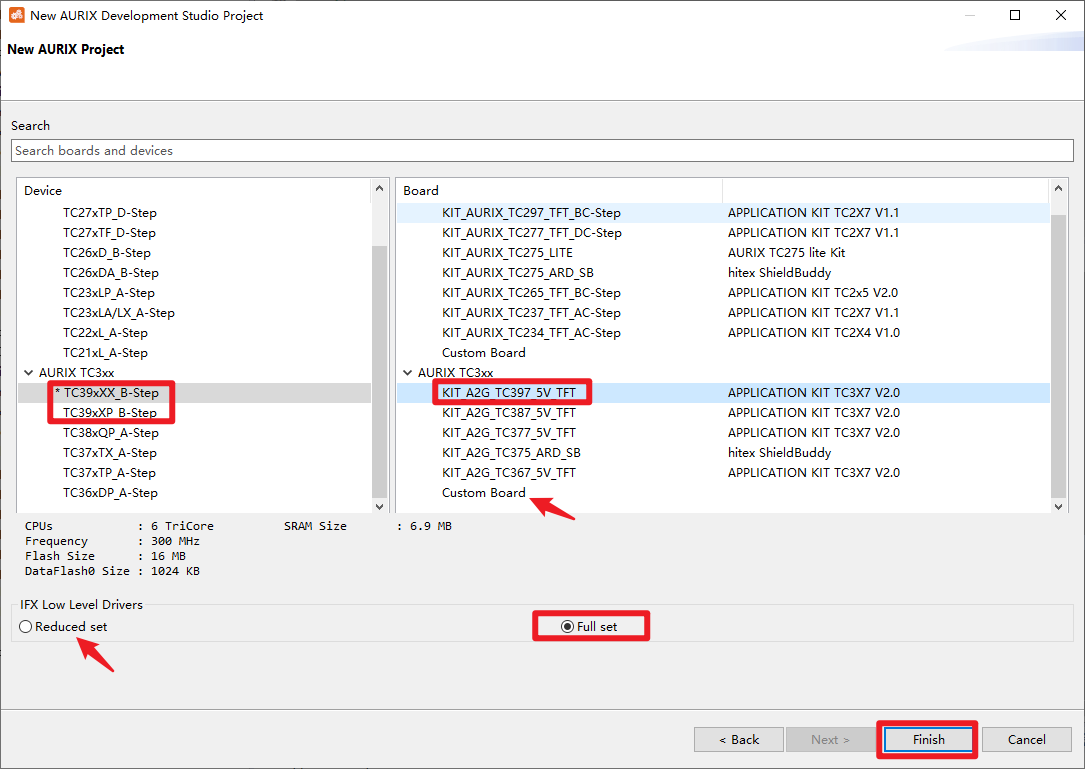 New AURIX Development Studio Project
New AURIX Project
Search
Search boards and devices
Device
TC27xTP_D-Step
TC27xTF_D-Step
TC26xD_B-Step
TC26xDA_B-Step
TC23xLP_A-Step
TC23xLA/LX_A-Step
TC22xL_A-Step
TC21xL_A-Step
AURIX TC3xx
* TC39xXX_B-Step
TC39xXP_B-Step
TC38xQP_A-Step
TC37xTX_A-Step
TC37xTP_A-Step
TC36xDP_A-Step
Board
KIT_AURIX_TC297_TFT_BC-Step APPLICATION KIT TC2X7 V1.1
KIT_AURIX_TC277_TFT_DC-Step APPLICATION KIT TC2X7 V1.1
KIT_AURIX_TC275_LITE AURIX TC275 lite Kit
KIT_AURIX_TC275_ARD_SB hitex ShieldBuddy
KIT_AURIX_TC265_TFT_BC-Step APPLICATION KIT TC2x5 V2.0
KIT_AURIX_TC237_TFT_AC-Step APPLICATION KIT TC2X7 V1.1
KIT_AURIX_TC234_TFT_AC-Step APPLICATION KIT TC2X4 V1.0
Custom Board
AURIX TC3xx
KIT_A2G_TC397_5V_TFT APPLICATION KIT TC3X7 V2.0
KIT_A2G_TC387_5V_TFT APPLICATION KIT TC3X7 V2.0
KIT_A2G_TC377_5V_TFT APPLICATION KIT TC3X7 V2.0
KIT_A2G_TC375_ARD_SB hitex ShieldBuddy
KIT_A2G_TC367_5V_TFT APPLICATION KIT TC3X7 V2.0
Custom Board
CPUs : 6 TriCore SRAM Size : 6.9 MB
Frequency : 300 MHz
Flash Size : 16 MB
DataFlash0 Size : 1024 KB
IFX Low Level Drivers
Reduced set Full set
< Back Next > Finish Cancel